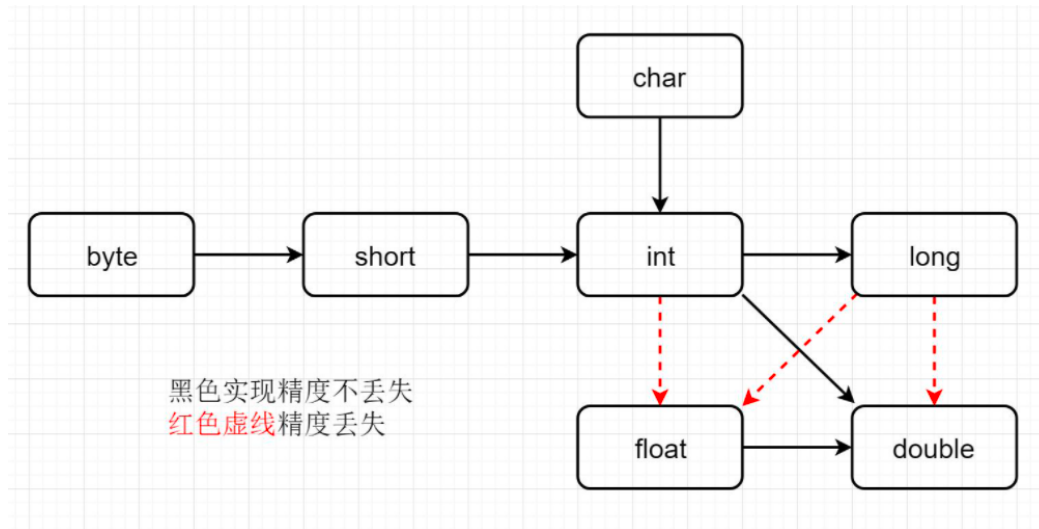 char
byte
short
int
long
黑色实现精度不丢失
红色虚线精度丢失
float
double